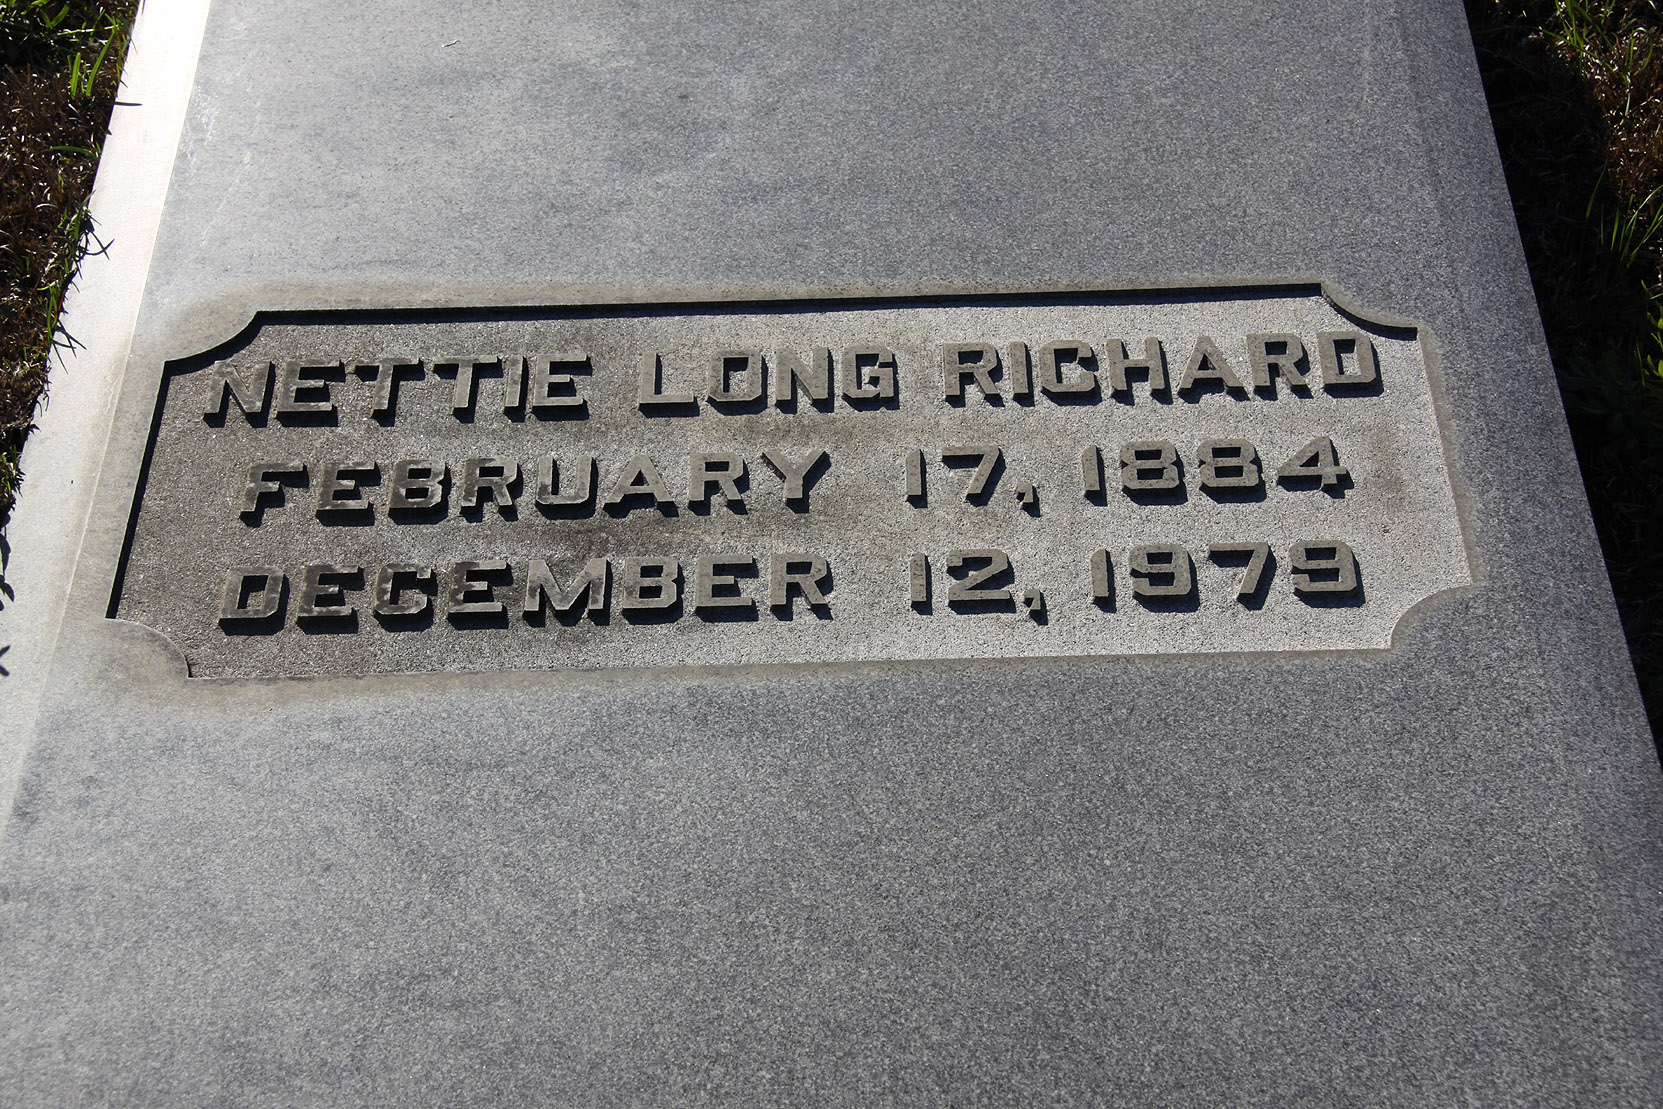 NETTIE LONG RICHARD
FEBRUARY 17, 1884
DECEMBER 12, 1979